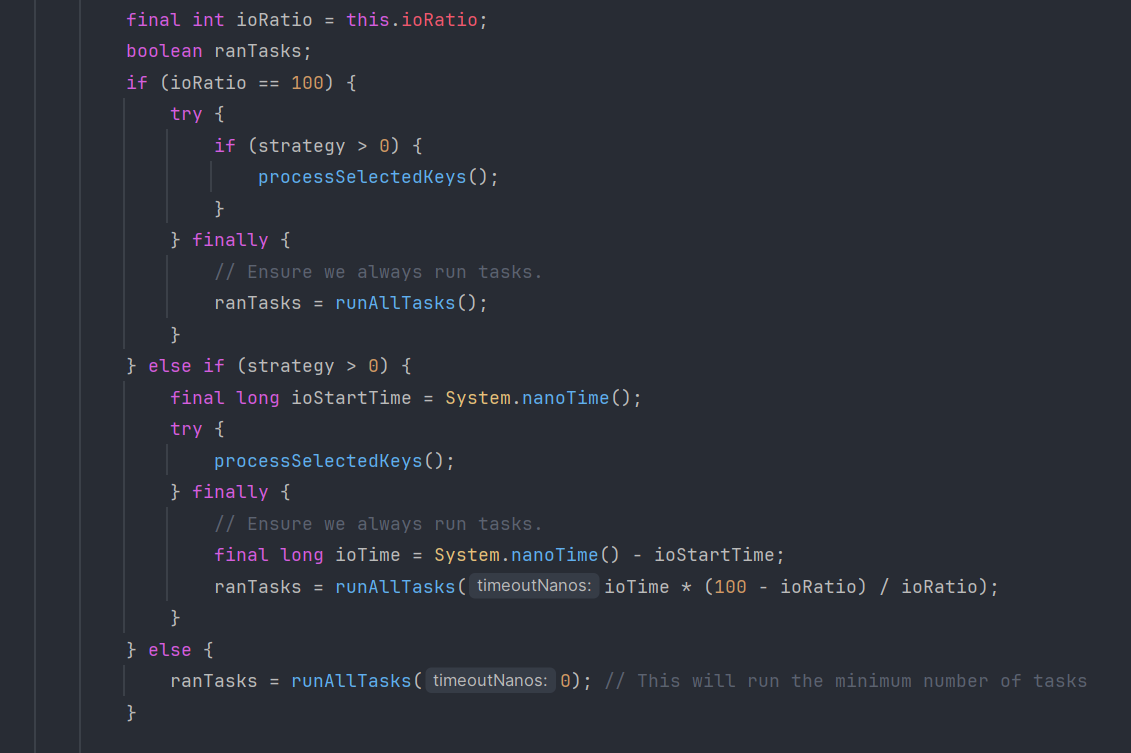 final int ioRatio = this.ioRatio;
boolean ranTasks;
if (ioRatio == 100) {
try {
if (strategy > 0) {
processSelectedKeys();
}
} finally {
// Ensure we always run tasks.
ranTasks = runAllTasks();
}
} else if (strategy > 0) {
final long ioStartTime = System.nanoTime();
try {
processSelectedKeys();
} finally {
// Ensure we always run tasks.
final long ioTime = System.nanoTime() - ioStartTime;
ranTasks = runAllTasks( timeoutNanos: ioTime * (100 - ioRatio) / ioRatio);
}
} else {
ranTasks = runAllTasks( timeoutNanos: 0); // This will run the minimum number of tasks
}